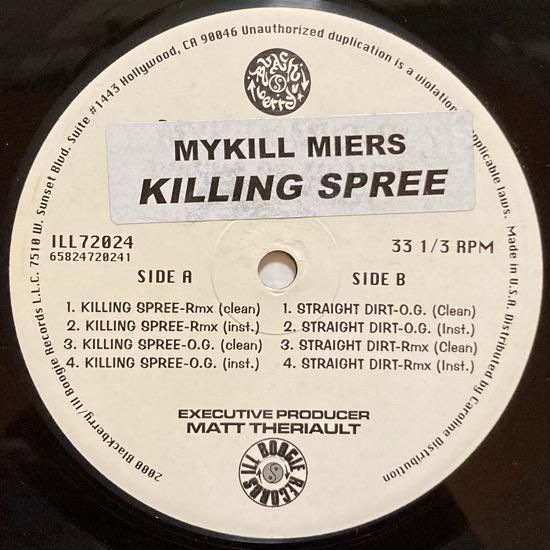 2000 Blackberry/Ill Boogie Records L.L.C. 7510 W. Sunset Blvd. Suite #1443 Hollywood, CA 90046 Unauthorized duplication is a violation applicable laws. Made in U.S.A. Distributed by Caroline Distribution
MYKILL MIERS
KILLING SPREE
ILL72024
65824720241
33 1/3 RPM
SIDE A
1. KILLING SPREE-Rmx (clean)
2. KILLING SPREE-Rmx (inst.)
3. KILLING SPREE-O.G. (clean)
4. KILLING SPREE-O.G. (inst.)
SIDE B
1. STRAIGHT DIRT-O.G. (Clean)
2. STRAIGHT DIRT-O.G. (Inst.)
3. STRAIGHT DIRT-Rmx (Clean)
4. STRAIGHT DIRT-Rmx (Inst.)
EXECUTIVE PRODUCER
MATT THERIAULT
ILL BOOGIE RECORDS